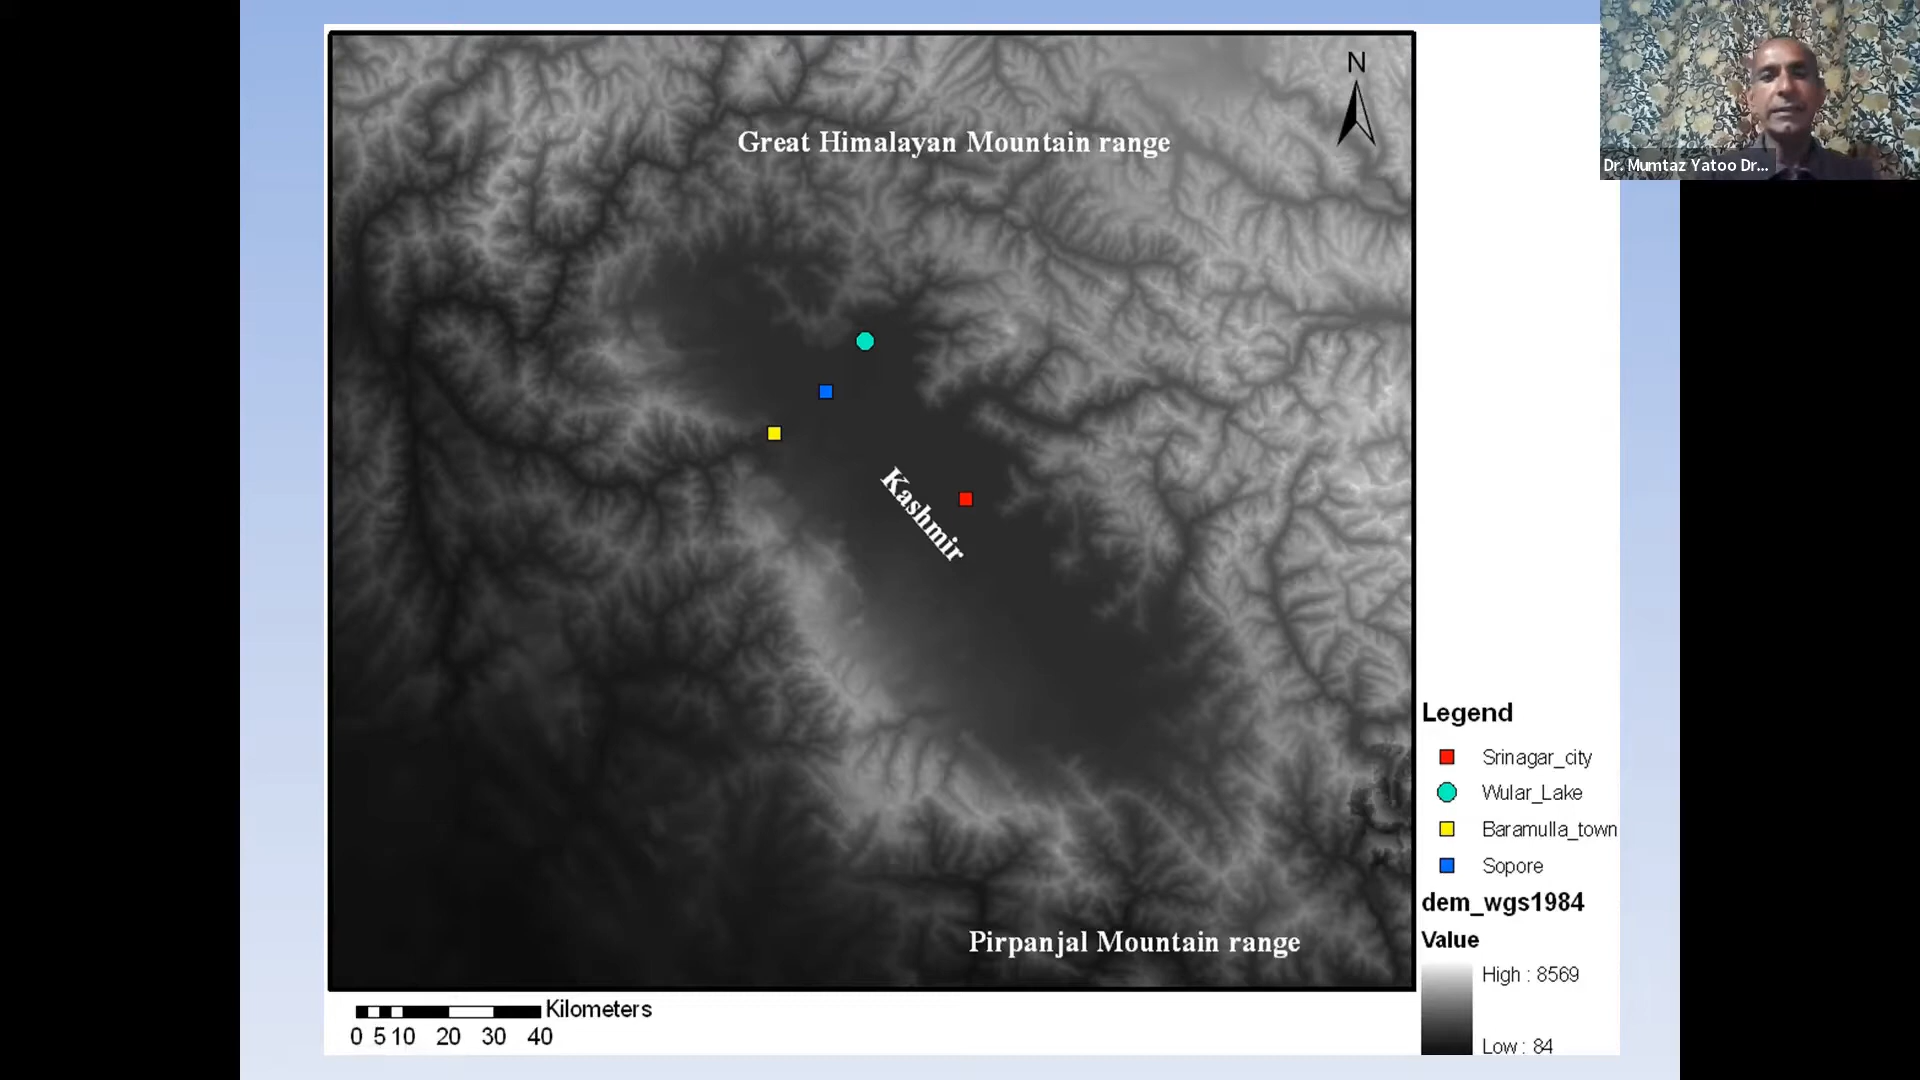 N
Great Himalayan Mountain range
Dr. Mumtaz Yatoo Dr...
Kashmir
Pirpanjal Mountain range
Kilometers
0 5 10 20 30 40
Legend
Srinagar_city
Wular_Lake
Baramulla_town
Sopore
dem_wgs1984
Value
High : 8569
Low : 84